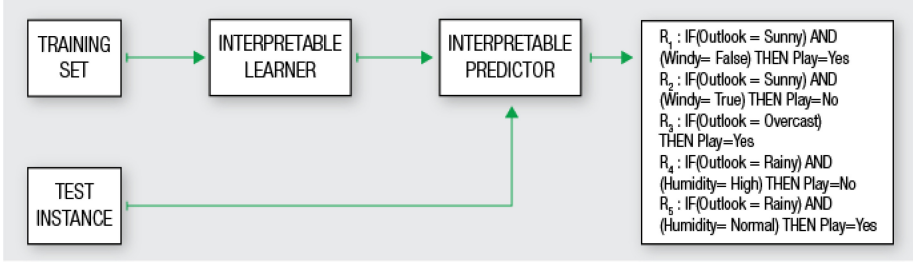 TRAINING
SET
INTERPRETABLE
LEARNER
INTERPRETABLE
PREDICTOR
TEST
INSTANCE
R₁ : IF(Outlook = Sunny) AND
(Windy= False) THEN Play=Yes
R₂ : IF(Outlook = Sunny) AND
(Windy= True) THEN Play=No
R₃ : IF(Outlook = Overcast)
THEN Play=Yes
R₄ : IF(Outlook = Rainy) AND
(Humidity= High) THEN Play=No
R₅ : IF(Outlook = Rainy) AND
(Humidity= Normal) THEN Play=Yes